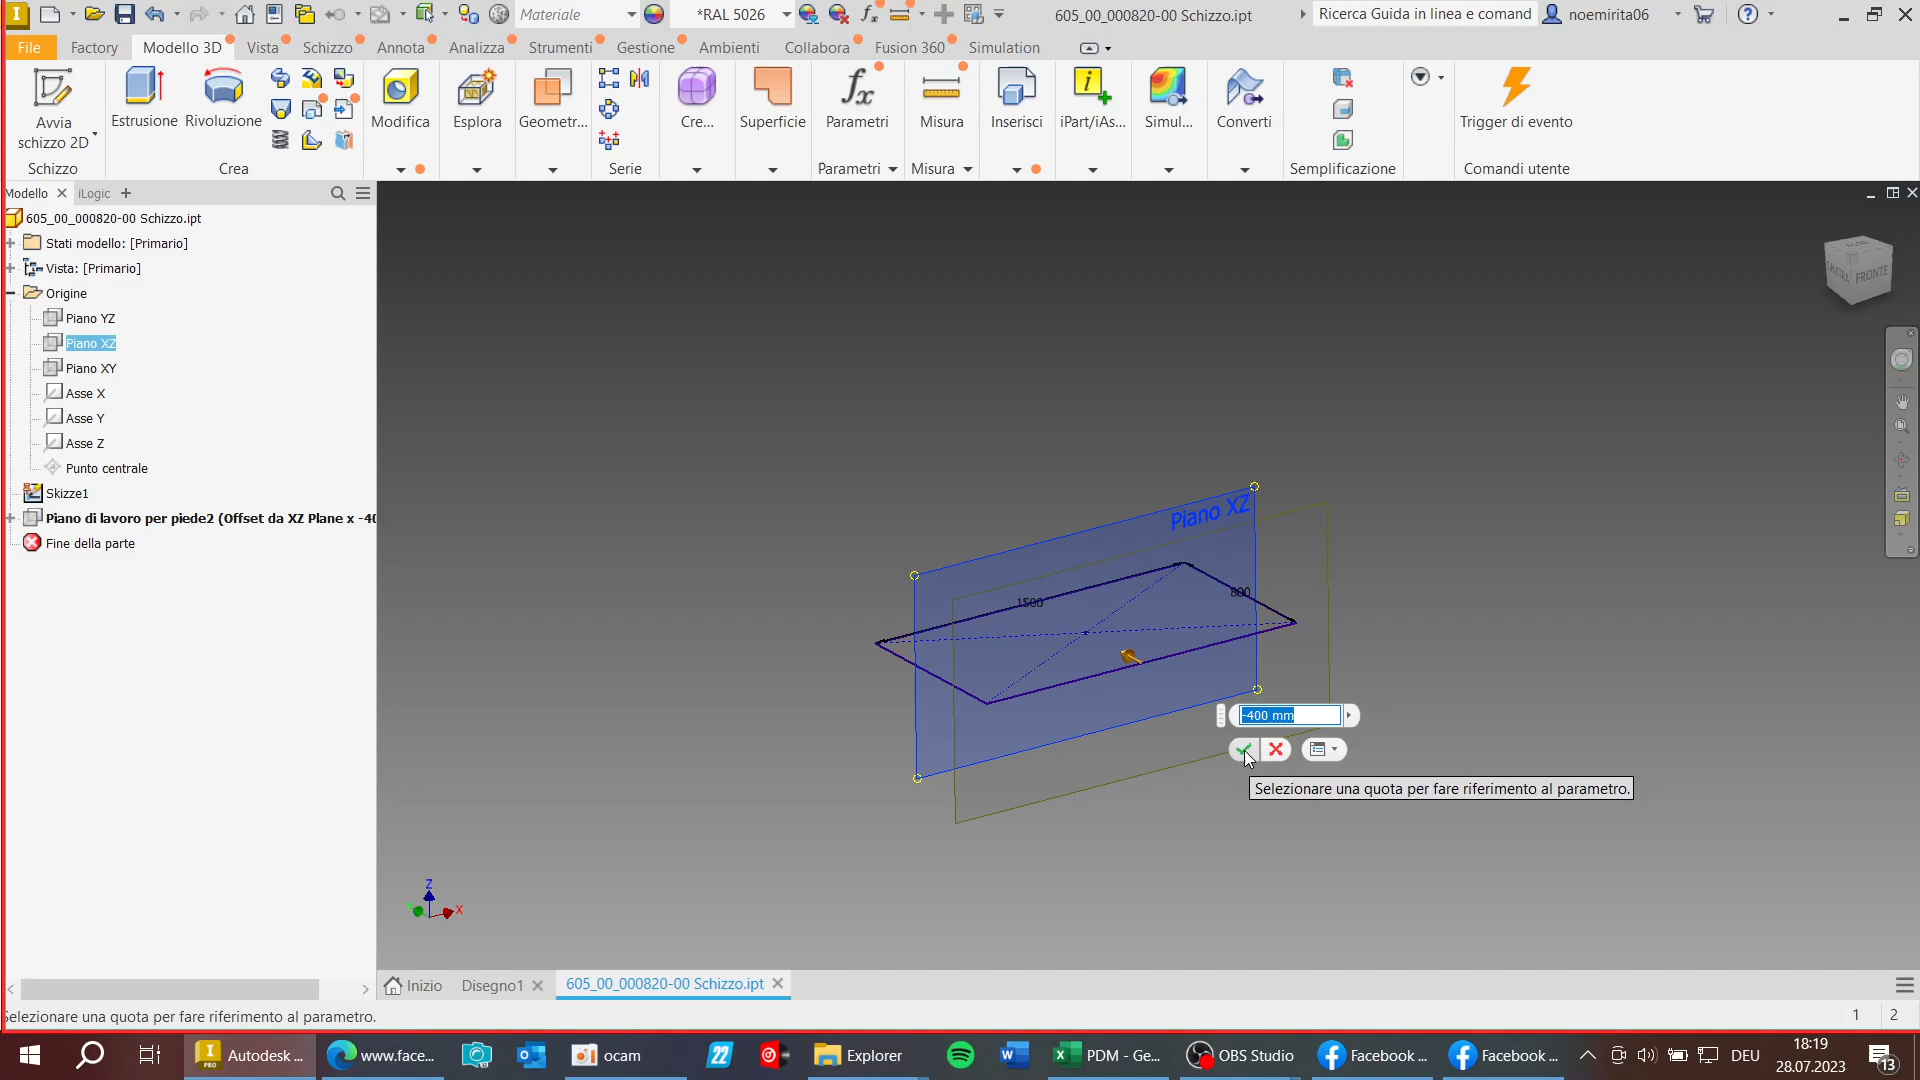 Materiale
*RAL 5026
605_00_000820-00 Schizzo.ipt
Ricerca Guida in linea e comand
noemirita06
File
Factory
Modello 3D
Vista
Schizzo
Annota
Analizza
Strumenti
Gestione
Ambienti
Collabora
Fusion 360
Simulation
Avvia
schizzo 2D
Estrusione
Rivoluzione
Modifica
Esplora
Geometr...
Cre...
Superficie
Parametri
Misura
Inserisci
iPart/iAs...
Simul...
Converti
Trigger di evento
Schizzo
Crea
Serie
Parametri
Misura
Semplificazione
Comandi utente
Modello
iLogic
605_00_000820-00 Schizzo.ipt
Stati modello: [Primario]
Vista: [Primario]
Origine
Piano YZ
Piano XZ
Piano XY
Asse X
Asse Y
Asse Z
Punto centrale
Skizze1
Piano di lavoro per piede2 (Offset da XZ Plane x -40
Fine della parte
FRONTE
Piano XZ
1500
800
-400 mm
Selezionare una quota per fare riferimento al parametro.
Z
X
Inizio
Disegno1
605_00_000820-00 Schizzo.ipt
Selezionare una quota per fare riferimento al parametro.
1
2
Autodesk ...
www.face...
ocam
22
Explorer
PDM - Ge...
OBS Studio
Facebook ...
Facebook ...
DEU
18:19
28.07.2023
13